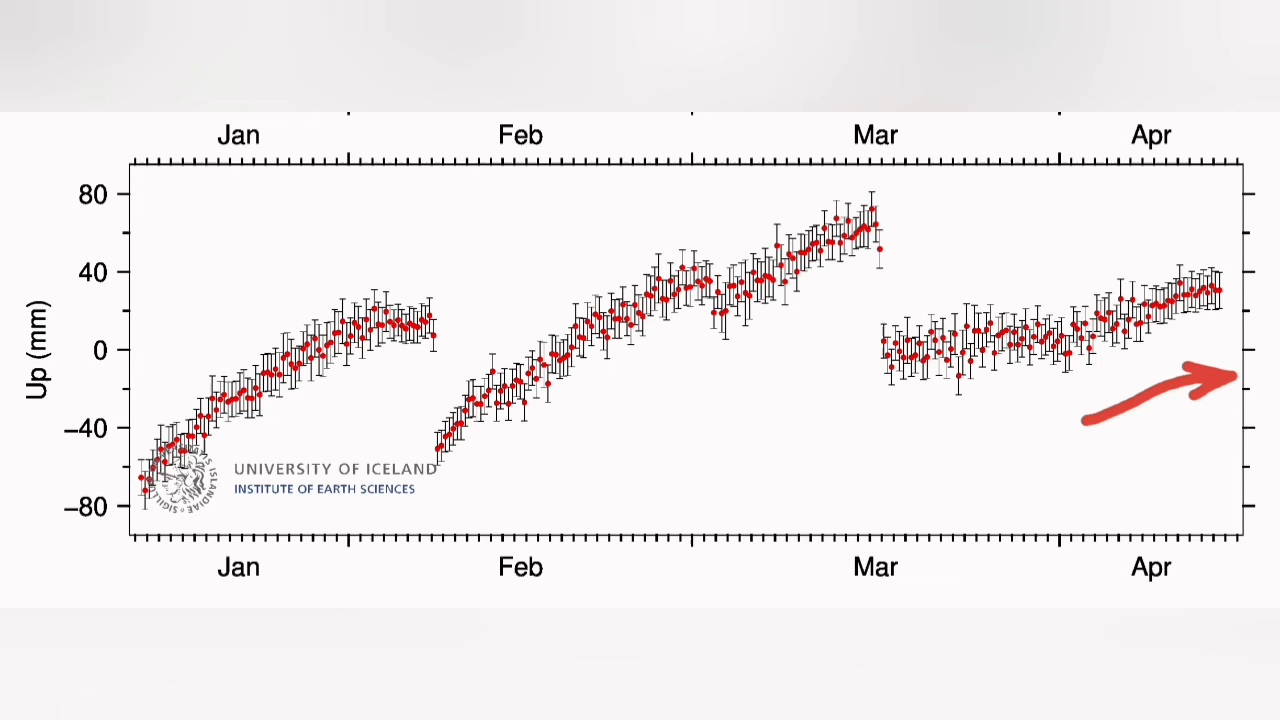 Jan Feb Mar Apr
80
40
0
−40
−80
Up (mm)
UNIVERSITY OF ICELAND
INSTITUTE OF EARTH SCIENCES
Jan Feb Mar Apr